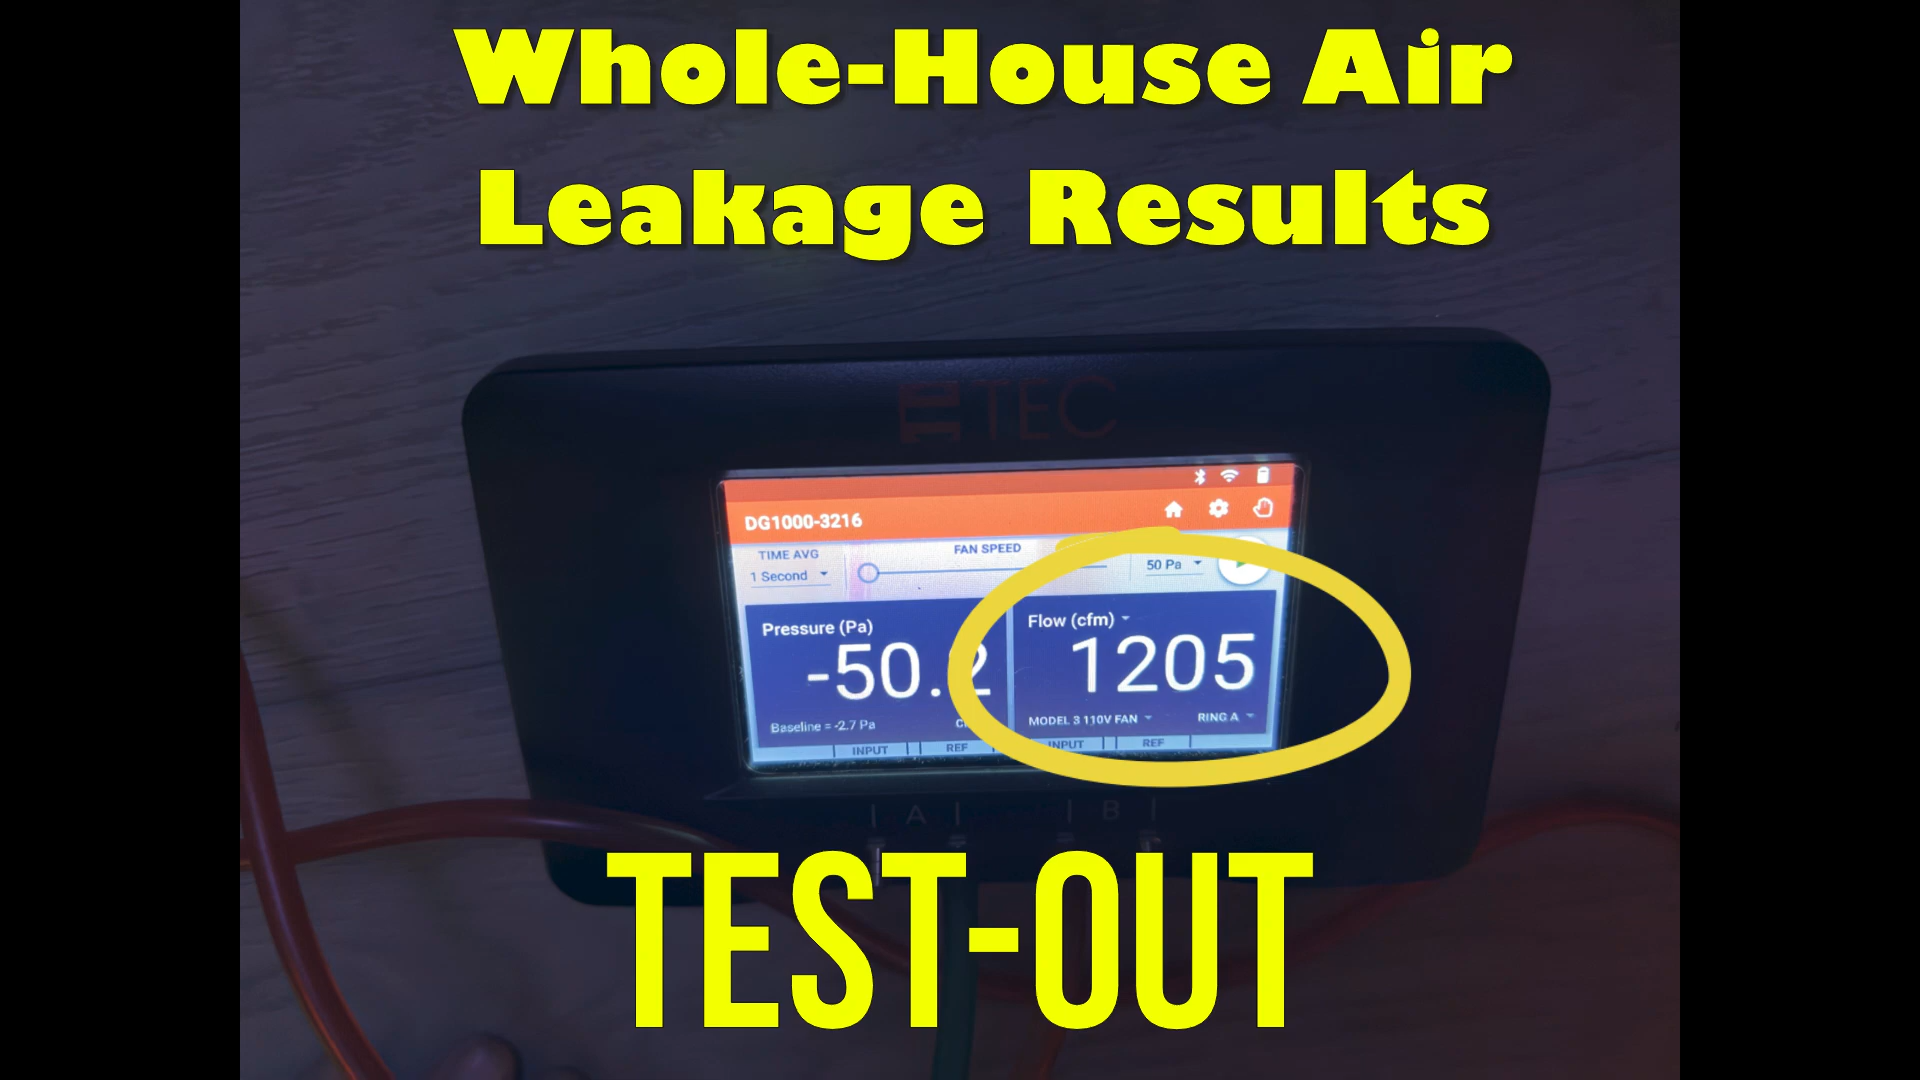 Whole-House Air
Leakage Results
TEC
DG1000-3216
TIME AVG
FAN SPEED
1 Second
50 Pa
Pressure (Pa)
-50.2
Flow (cfm)
1205
Baseline = -2.7 Pa
MODEL 3 110V FAN
RING A
INPUT
REF
INPUT
REF
A
B
TEST-OUT